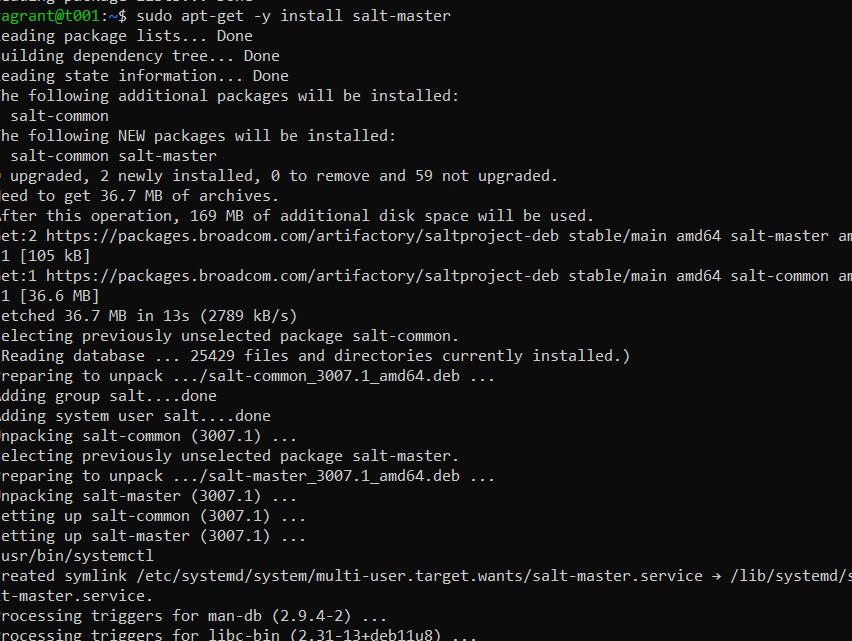 agrant@t001:~$ sudo apt-get -y install salt-master
eading package lists... Done
uilding dependency tree... Done
eading state information... Done
he following additional packages will be installed:
salt-common
he following NEW packages will be installed:
salt-common salt-master
upgraded, 2 newly installed, 0 to remove and 59 not upgraded.
eed to get 36.7 MB of archives.
fter this operation, 169 MB of additional disk space will be used.
et:2 https://packages.broadcom.com/artifactory/saltproject-deb stable/main amd64 salt-master am
1 [105 kB]
et:1 https://packages.broadcom.com/artifactory/saltproject-deb stable/main amd64 salt-common am
1 [36.6 MB]
etched 36.7 MB in 13s (2789 kB/s)
electing previously unselected package salt-common.
Reading database ... 25429 files and directories currently installed.)
reparing to unpack .../salt-common_3007.1_amd64.deb ...
dding group salt....done
dding system user salt....done
npacking salt-common (3007.1) ...
electing previously unselected package salt-master.
reparing to unpack .../salt-master_3007.1_amd64.deb ...
npacking salt-master (3007.1) ...
etting up salt-common (3007.1) ...
etting up salt-master (3007.1) ...
usr/bin/systemctl
reated symlink /etc/systemd/system/multi-user.target.wants/salt-master.service → /lib/systemd/s
t-master.service.
rocessing triggers for man-db (2.9.4-2) ...
rocessing triggers for libc-bin (2.31-13+deb11u8) ...